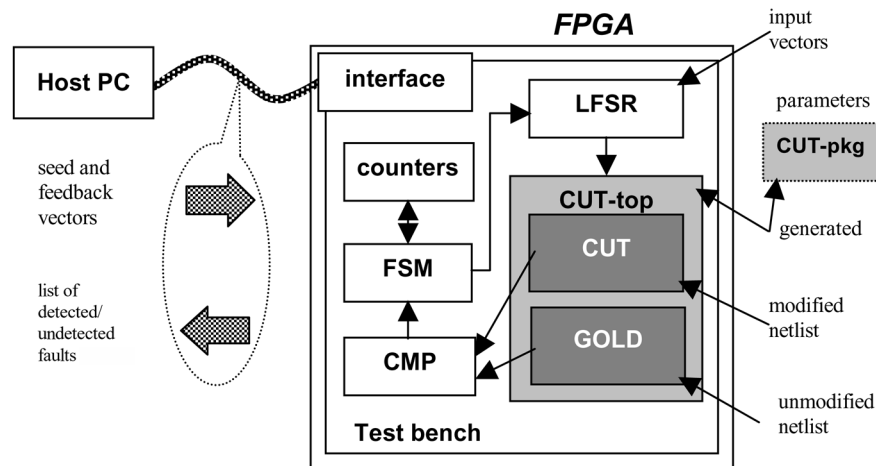 FPGA
input
vectors
Host PC
interface
LFSR
parameters
CUT-pkg
seed and
feedback
vectors
counters
CUT-top
generated
CUT
FSM
list of
detected/
undetected
faults
modified
netlist
GOLD
CMP
unmodified
netlist
Test bench